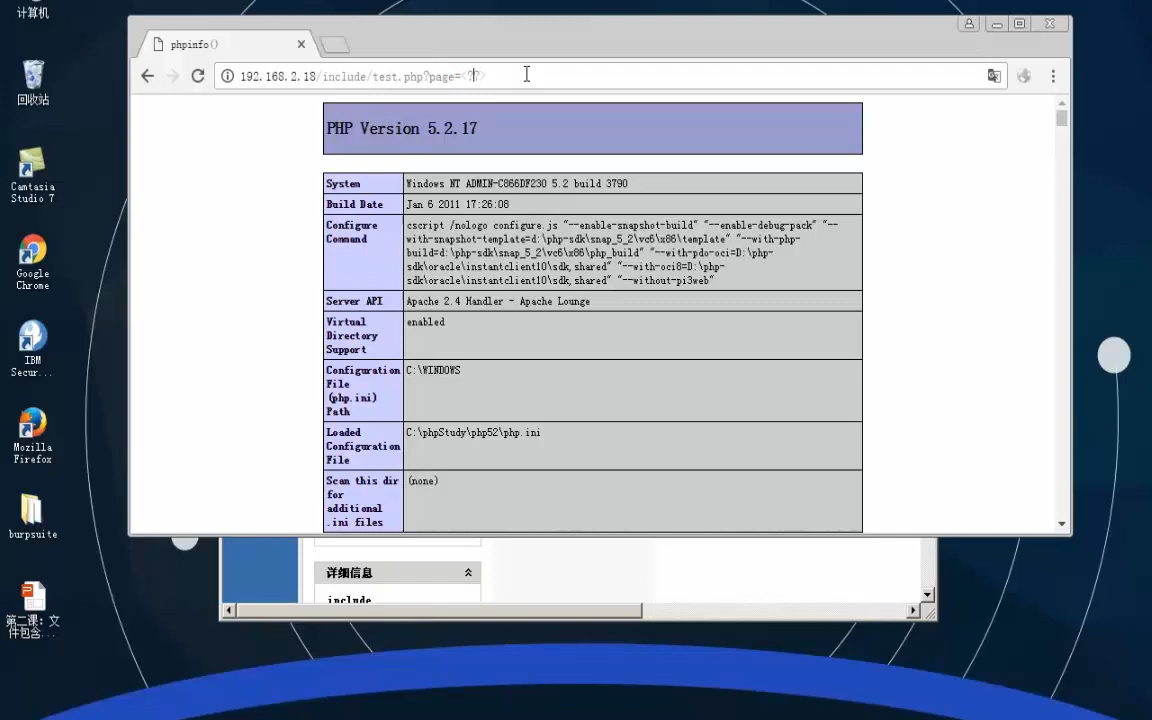 计算机
phpinfo()
192.168.2.18/include/test.php?page=<??>
回收站
PHP Version 5.2.17
Camtasia
Studio 7
System Windows NT ADMIN-C866DF230 5.2 build 3790
Build Date Jan 6 2011 17:26:08
Configure
Command
cscript /nologo configure.js "--enable-snapshot-build" "--enable-debug-pack" "--
with-snapshot-template=d:\php-sdk\snap_5_2\vc6\x86\template" "--with-php-
build=d:\php-sdk\snap_5_2\vc6\x86\php_build" "--with-pdo-oci=D:\php-
sdk\oracle\instantclient10\sdk,shared" "--with-oci8=D:\php-
sdk\oracle\instantclient10\sdk,shared" "--without-pi3web"
Google
Chrome
Server API Apache 2.4 Handler - Apache Lounge
Virtual
Directory
Support
enabled
IBM
Secur...
Configuration
File
(php.ini)
Path
C:\WINDOWS
Loaded
Configuration
File
C:\phpStudy\php52\php.ini
Mozilla
Firefox
Scan this dir
for
additional
.ini files
(none)
burpsuite
详细信息
include
第二课：文
件包含...